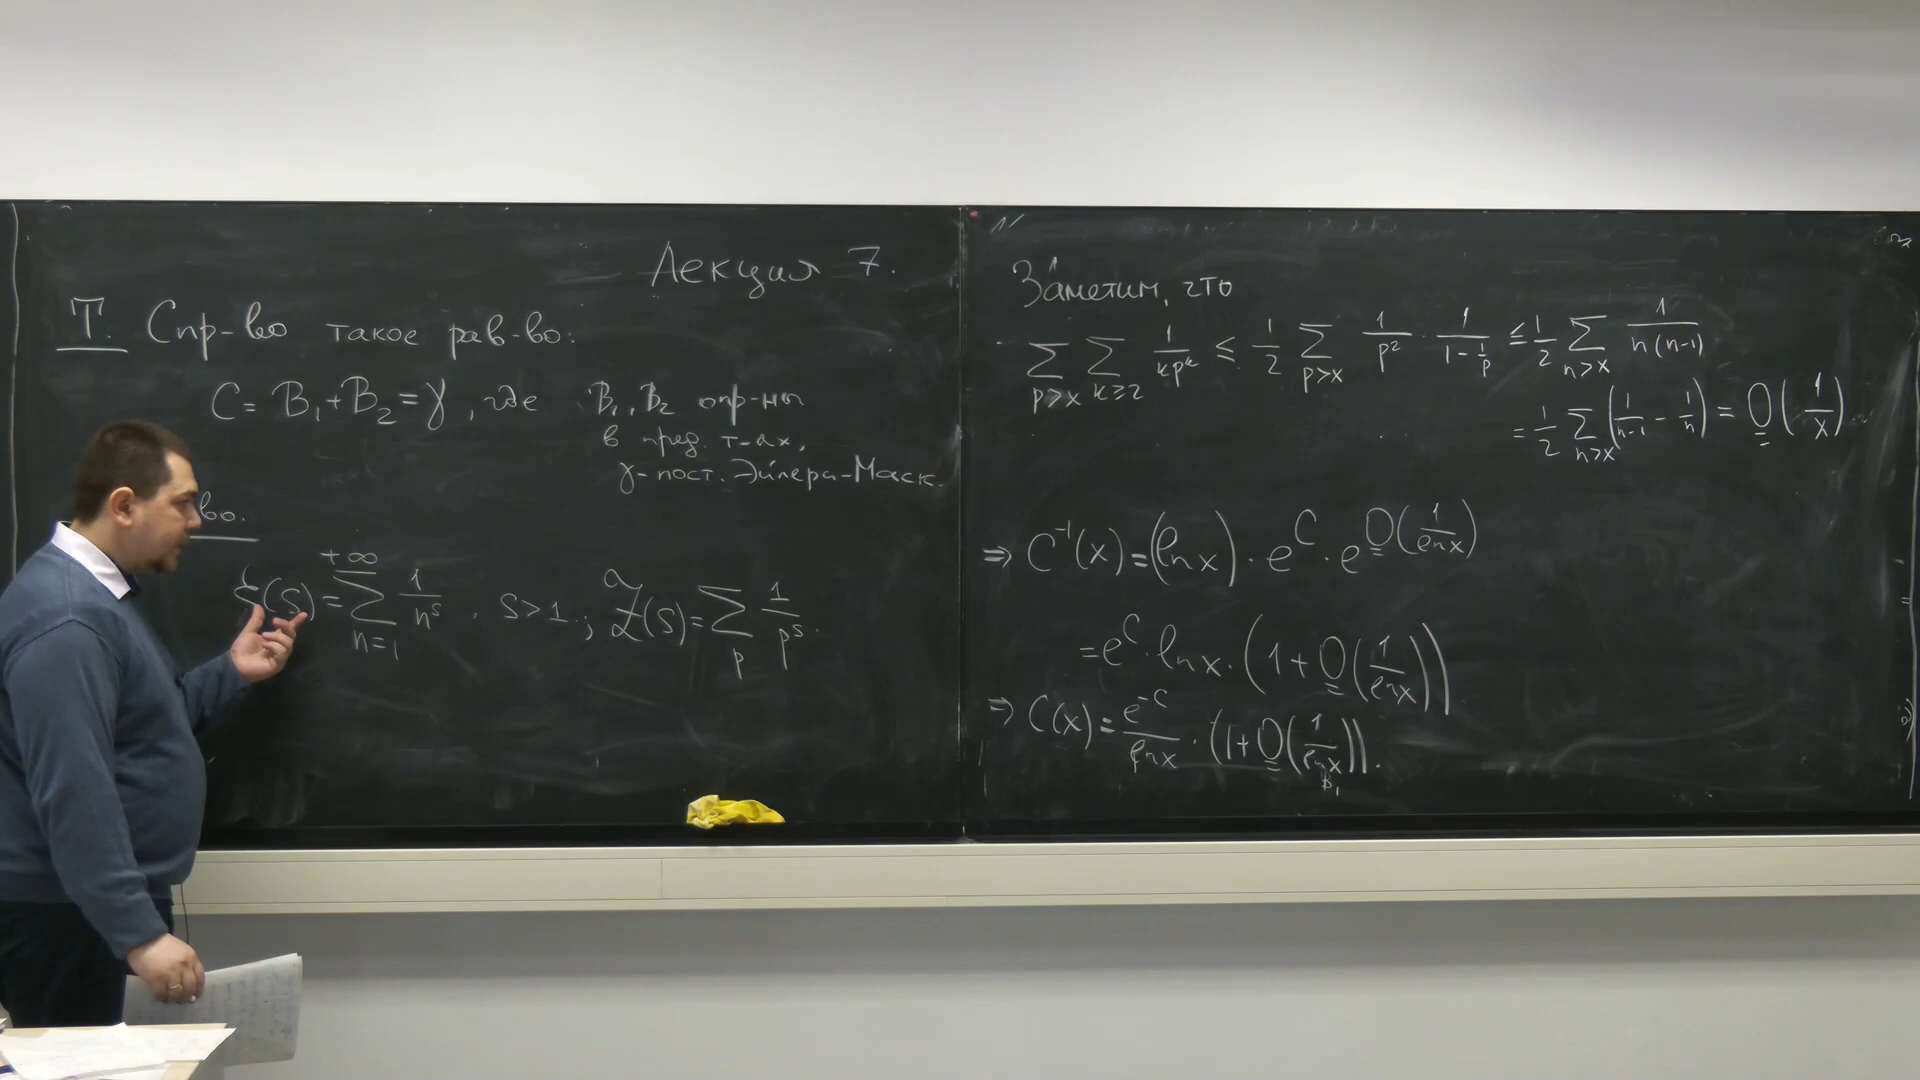 Лекция 7.
Т. Спр-во такое рав-во:
C = B₁ + B₂ = γ, где B₁, B₂ опр-ны
в пред. т-ах,
γ - пост. Эйлера-Маск.
во.
ζ(s) = ∑_{n=1}^{+∞} 1/n^s, s > 1; \tilde{ζ}(s) = ∑_p 1/p^s.
Заметим, что
∑_{p>x} ∑_{k≥2} 1/(kp^k) ≤ 1/2 ∑_{p>x} 1/p² · 1/(1 - 1/p) ≤ 1/2 ∑_{n>x} 1/(n(n-1))
= 1/2 ∑_{n>x} (1/(n-1) - 1/n) = O(1/x).
⇒ C⁻¹(x) = (ln x) · e^C · e^{O(1/ln x)}
= e^C · ln x · (1 + O(1/ln x))
⇒ C(x) = e^{-C}/ln x · (1 + O(1/ln x)).
B₁